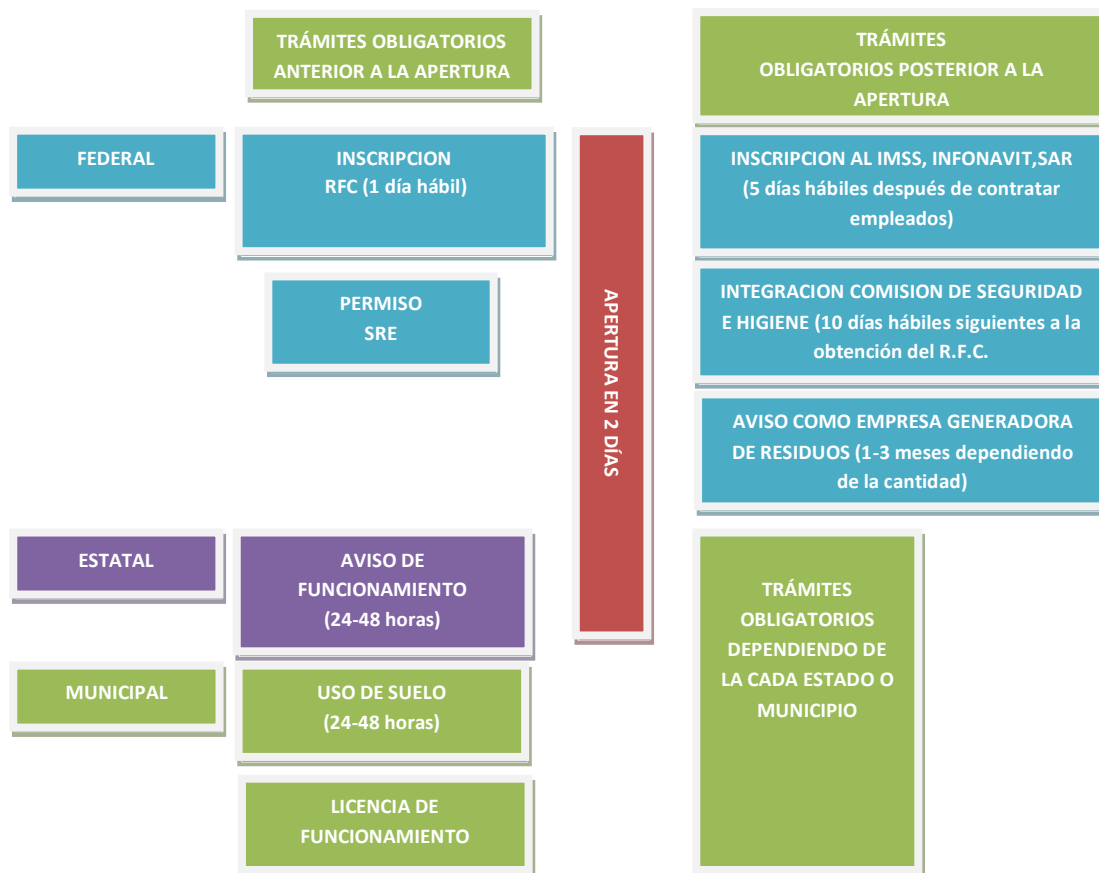 TRÁMITES OBLIGATORIOS
ANTERIOR A LA APERTURA
TRÁMITES
OBLIGATORIOS POSTERIOR A LA
APERTURA
FEDERAL
INSCRIPCION
RFC (1 día hábil)
PERMISO
SRE
APERTURA EN 2 DÍAS
INSCRIPCION AL IMSS, INFONAVIT,SAR
(5 días hábiles después de contratar
empleados)
INTEGRACION COMISION DE SEGURIDAD
E HIGIENE (10 días hábiles siguientes a la
obtención del R.F.C.
AVISO COMO EMPRESA GENERADORA
DE RESIDUOS (1-3 meses dependiendo
de la cantidad)
ESTATAL
AVISO DE
FUNCIONAMIENTO
(24-48 horas)
MUNICIPAL
USO DE SUELO
(24-48 horas)
LICENCIA DE
FUNCIONAMIENTO
TRÁMITES
OBLIGATORIOS
DEPENDIENDO DE
LA CADA ESTADO O
MUNICIPIO